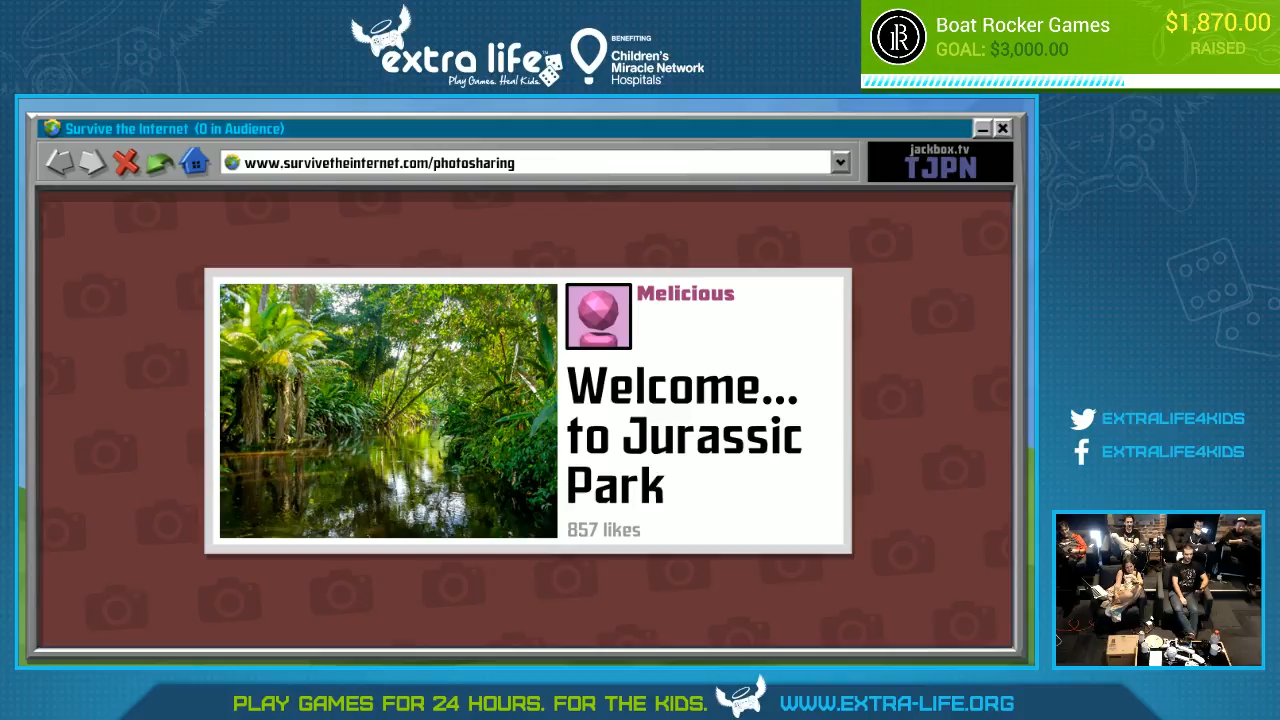 extra life™
Play Games. Heal Kids.
BENEFITING
Children's
Miracle Network
Hospitals®
Boat Rocker Games
GOAL: $3,000.00
$1,870.00
RAISED
Survive the Internet (0 in Audience)
www.survivetheinternet.com/photosharing
jackbox.tv
TJPN
Melicious
Welcome...
to Jurassic
Park
857 likes
EXTRALIFE4KIDS
EXTRALIFE4KIDS
PLAY GAMES FOR 24 HOURS. FOR THE KIDS.
WWW.EXTRA-LIFE.ORG